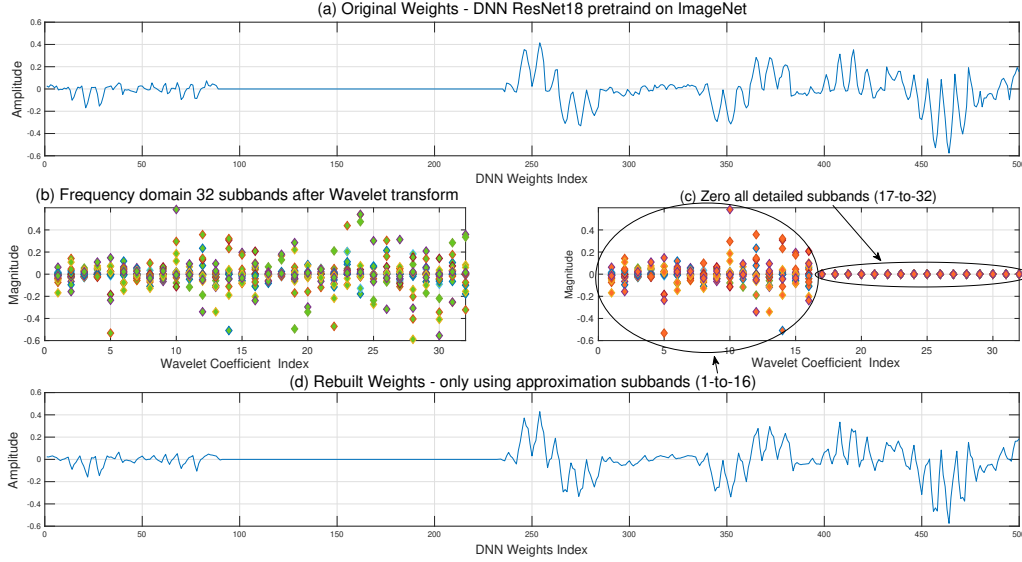 (a) Original Weights - DNN ResNet18 pretraind on ImageNet
0.6
0.4
0.2
0
-0.2
-0.4
-0.6
Amplitude
0 50 100 150 200 250 300 350 400 450 500
DNN Weights Index
(b) Frequency domain 32 subbands after Wavelet transform
0.4
0.2
0
-0.2
-0.4
Magnitude
0 5 10 15 20 25 30
Wavelet Coefficient Index
(c) Zero all detailed subbands (17-to-32)
0.4
0.2
0
-0.2
-0.4
Magnitude
0 5 10 15 20 25 30
Wavelet Coefficient Index
(d) Rebuilt Weights - only using approximation subbands (1-to-16)
0.6
0.4
0.2
0
-0.2
-0.4
-0.6
Amplitude
0 50 100 150 200 250 300 350 400 450 500
DNN Weights Index